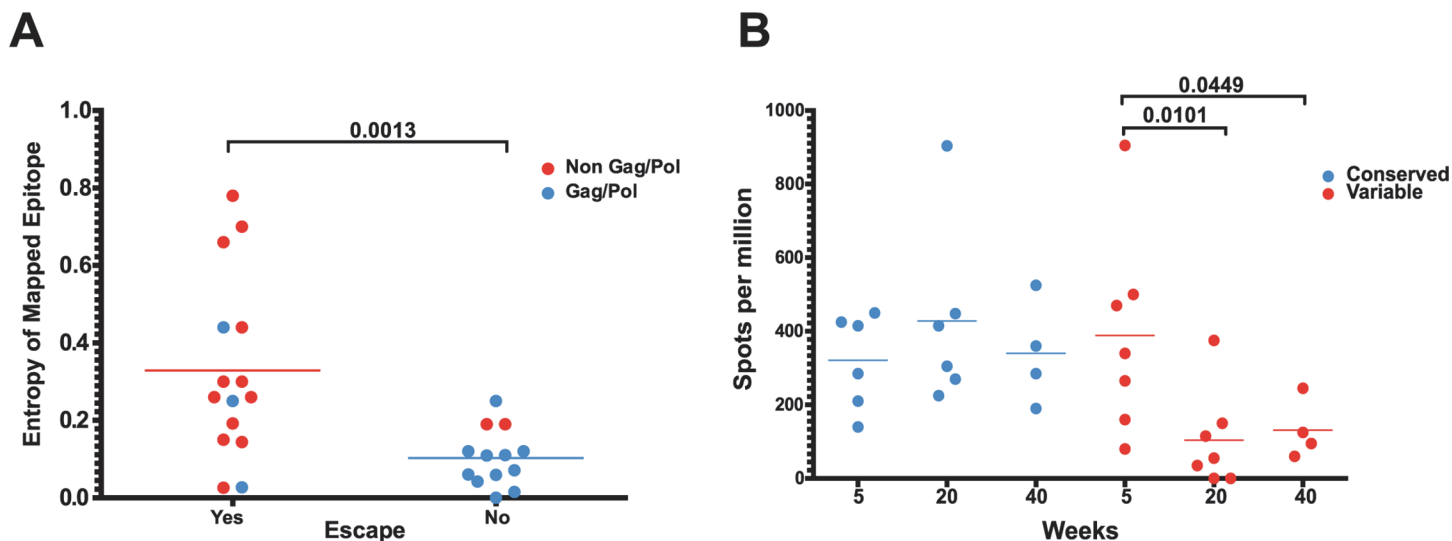 A
Entropy of Mapped Epitope
1.0
0.8
0.6
0.4
0.2
0.0
0.0013
Non Gag/Pol
Gag/Pol
Yes
No
Escape
B
Spots per million
1000
800
600
400
200
0
0.0449
0.0101
Conserved
Variable
5 20 40 5 20 40
Weeks